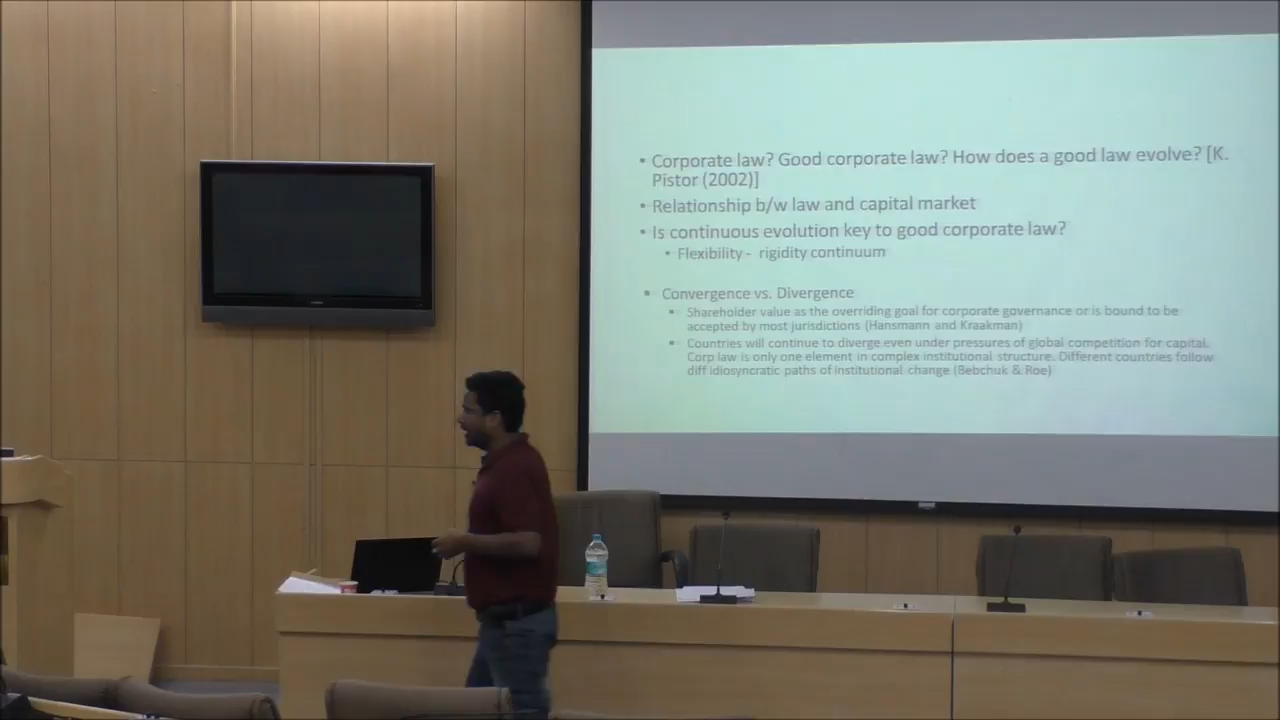 • Corporate law? Good corporate law? How does a good law evolve? [K.
Pistor (2002)]
• Relationship b/w law and capital market
• Is continuous evolution key to good corporate law?
• Flexibility - rigidity continuum
• Convergence vs. Divergence
• Shareholder value as the overriding goal for corporate governance or is bound to be
accepted by most jurisdictions (Hansmann and Kraakman)
• Countries will continue to diverge even under pressures of global competition for capital.
Corp law is only one element in complex institutional structure. Different countries follow
diff idiosyncratic paths of institutional change (Bebchuk & Roe)